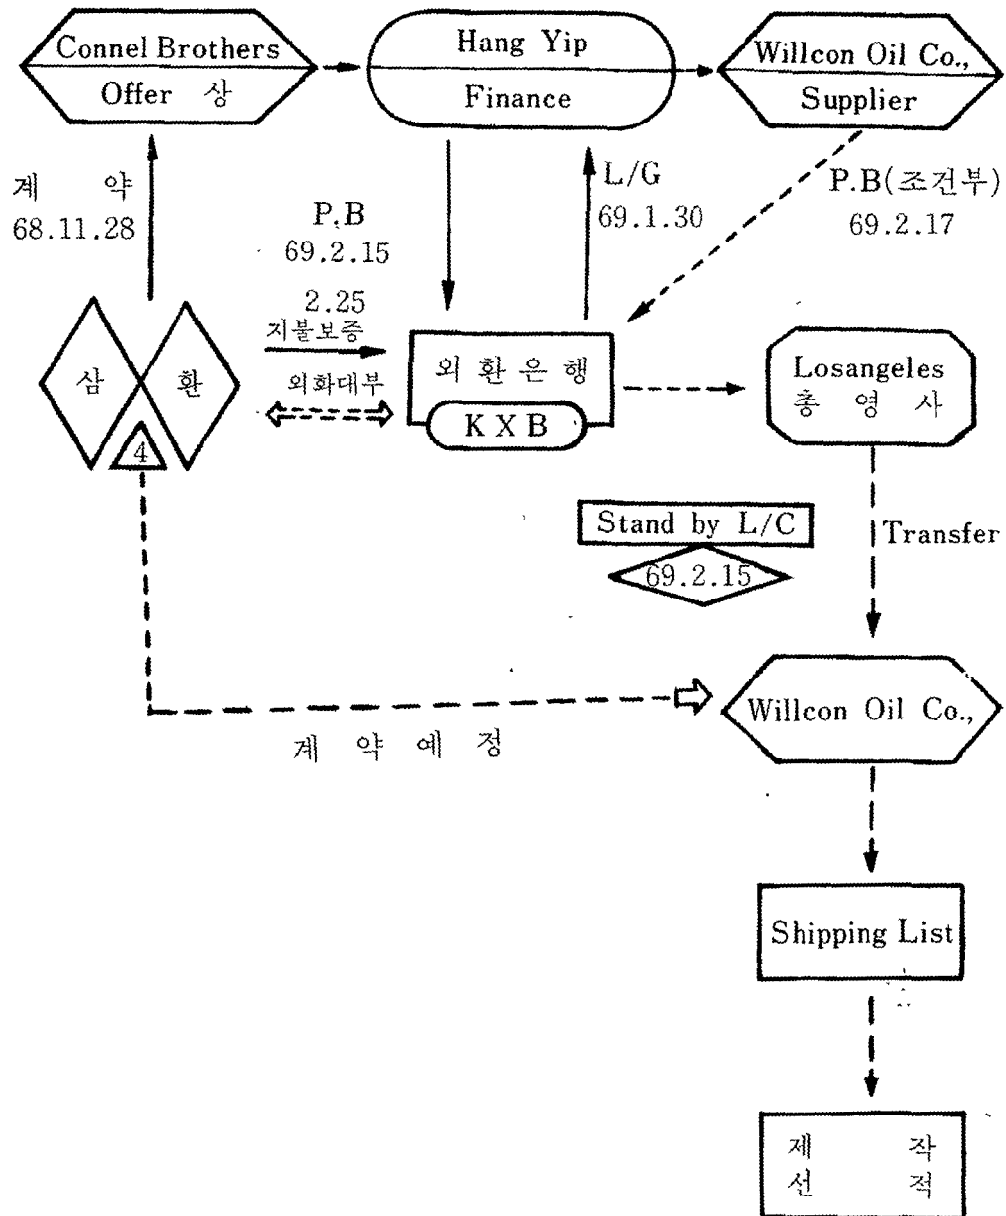 Connel Brothers
Offer 상
Hang Yip
Finance
Willcon Oil Co.,
Supplier
계 약
68.11.28
P.B
69.2.15
2.25
L/G
69.1.30
P.B(조건부)
69.2.17
지불보증
외화대부
삼 환
4
외 환 은 행
K X B
Losangeles
총 영 사
Stand by L/C
69.2.15
Transfer
Willcon Oil Co.,
계 약 예 정
Shipping List
제 작
선 적